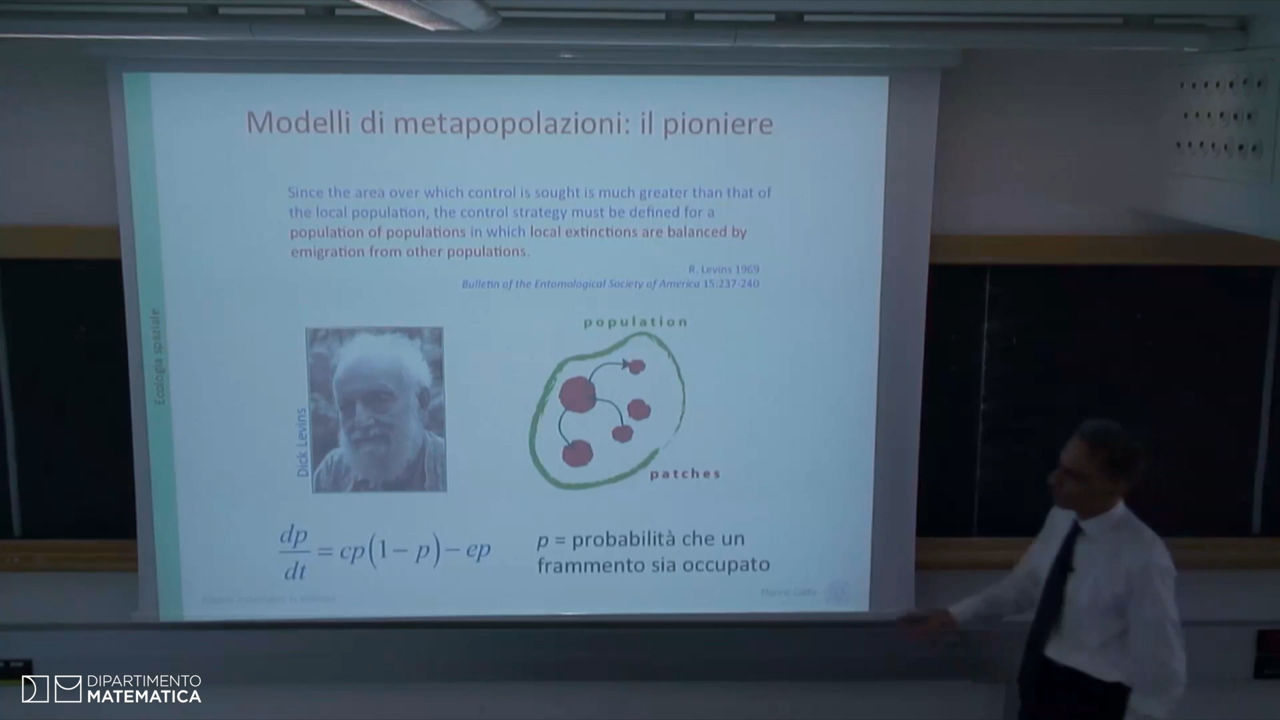 Modelli di metapopolazioni: il pioniere
Since the area over which control is sought is much greater than that of
the local population, the control strategy must be defined for a
population of populations in which local extinctions are balanced by
emigration from other populations.
R. Levins 1969
Bulletin of the Entomological Society of America 15:237-240
Ecologia spaziale
population
Dick Levins
patches
dp/dt = cp(1 − p) − ep
p = probabilità che un
frammento sia occupato
Marino Gatto
DIPARTIMENTO
MATEMATICA